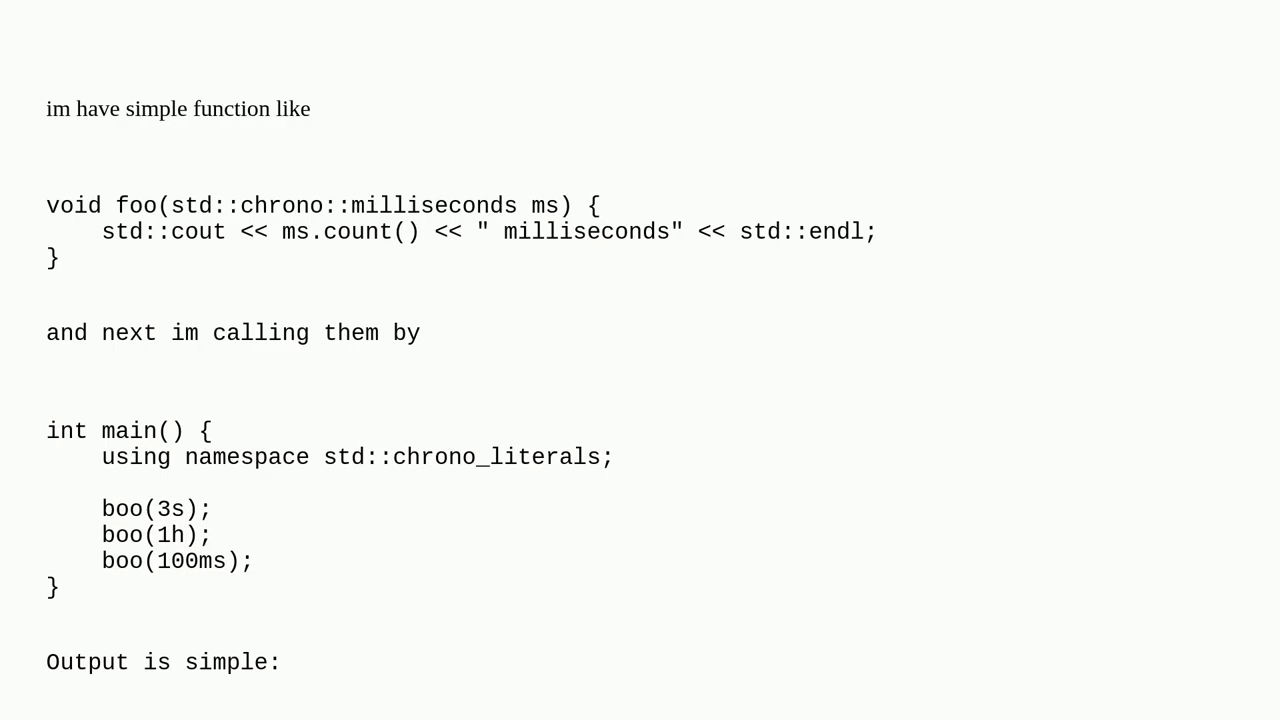 im have simple function like
void foo(std::chrono::milliseconds ms) {
    std::cout << ms.count() << " milliseconds" << std::endl;
}
and next im calling them by
int main() {
    using namespace std::chrono_literals;
    boo(3s);
    boo(1h);
    boo(100ms);
}
Output is simple: